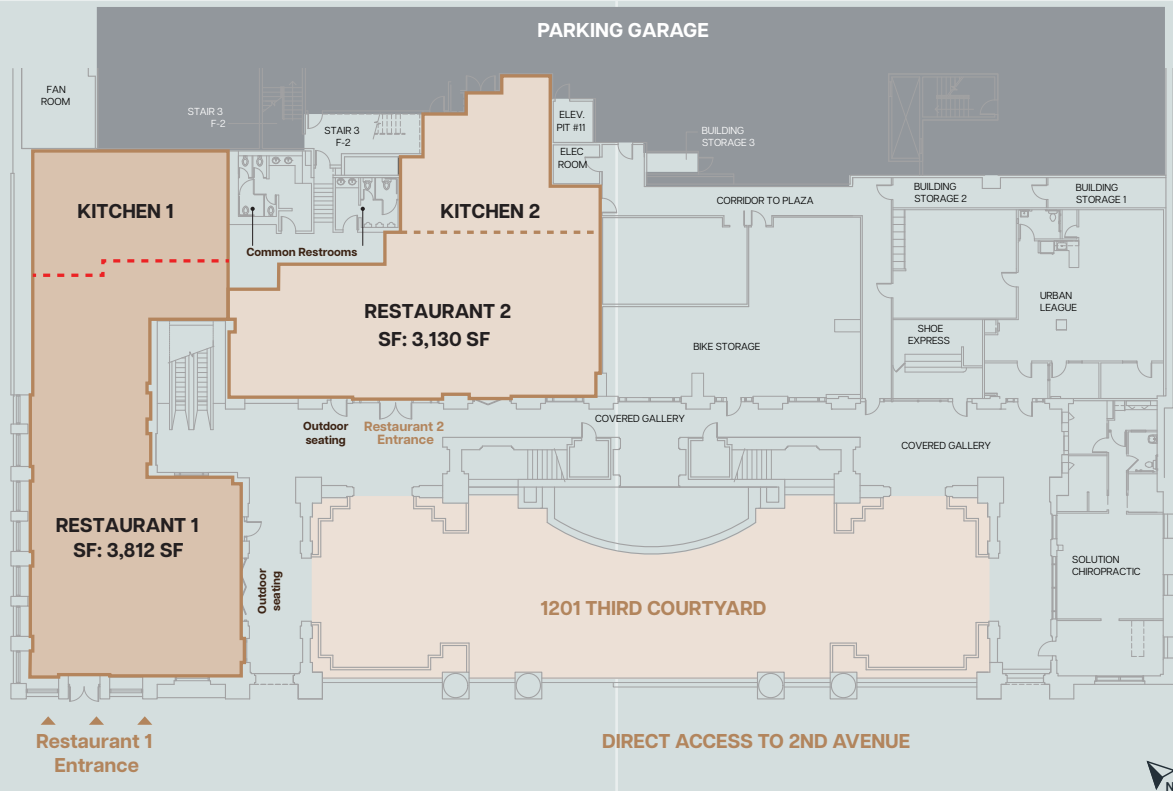 PARKING GARAGE
FAN
ROOM
STAIR 3
F-2
STAIR 3
F-2
ELEV.
PIT #11
ELEC
ROOM
BUILDING
STORAGE 3
KITCHEN 1
KITCHEN 2
Common Restrooms
CORRIDOR TO PLAZA
BUILDING
STORAGE 2
BUILDING
STORAGE 1
RESTAURANT 2
SF: 3,130 SF
URBAN
LEAGUE
SHOE
EXPRESS
BIKE STORAGE
Outdoor
seating
Restaurant 2
Entrance
COVERED GALLERY
COVERED GALLERY
RESTAURANT 1
SF: 3,812 SF
Outdoor
seating
SOLUTION
CHIROPRACTIC
1201 THIRD COURTYARD
Restaurant 1
Entrance
DIRECT ACCESS TO 2ND AVENUE
N